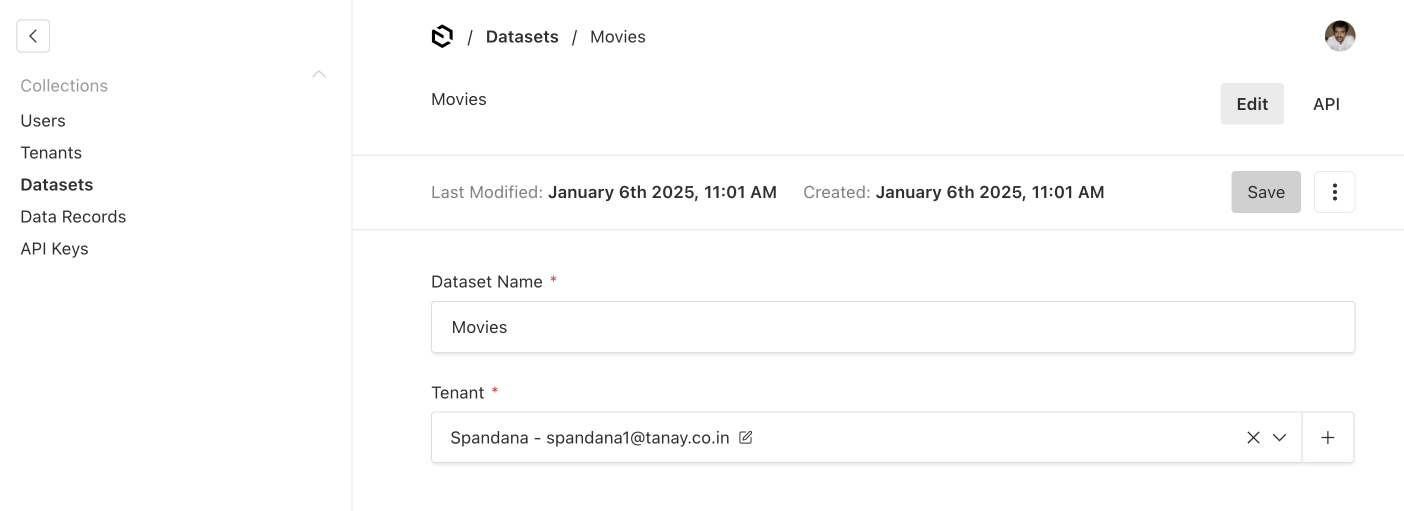 / Datasets / Movies
Collections
Users
Tenants
Datasets
Data Records
API Keys
Movies
Edit API
Last Modified: January 6th 2025, 11:01 AM Created: January 6th 2025, 11:01 AM Save
Dataset Name *
Movies
Tenant *
Spandana - spandana1@tanay.co.in